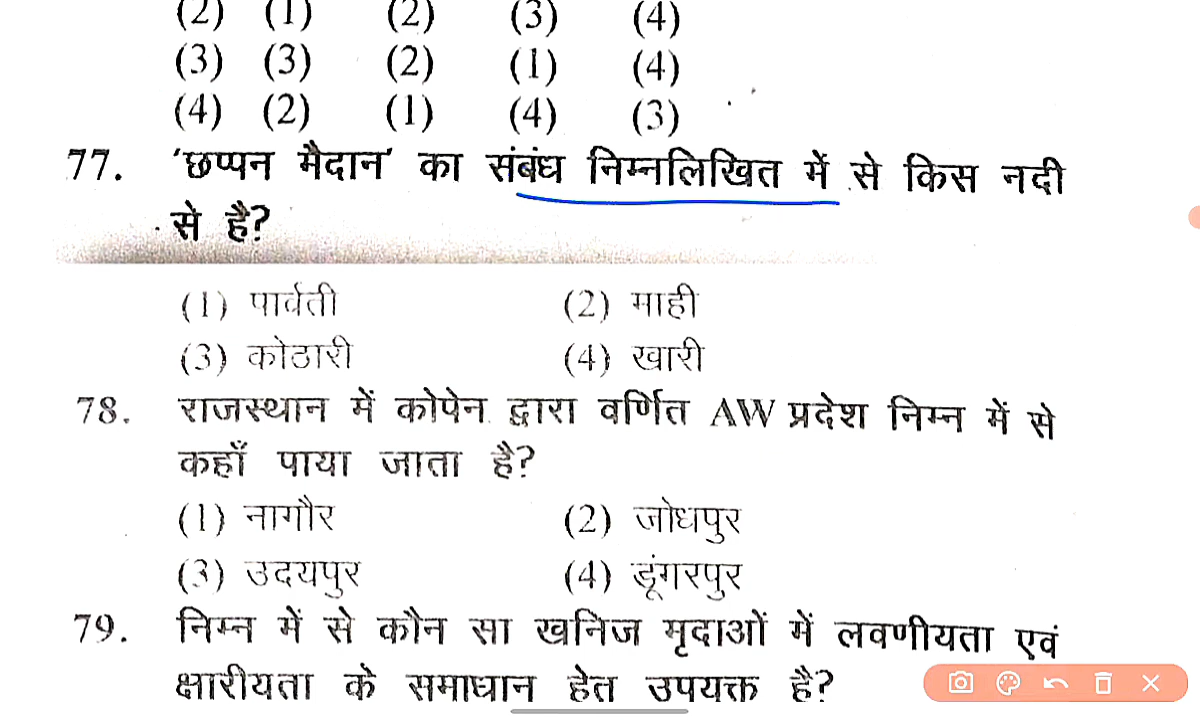 (2) (1) (2) (3) (4)
(3) (3) (2) (1) (4)
(4) (2) (1) (4) (3)
77. 'छप्पन मैदान' का संबंध निम्नलिखित में से किस नदी
से है?
(1) पार्वती (2) माही
(3) कोठारी (4) खारी
78. राजस्थान में कोपेन द्वारा वर्णित AW प्रदेश निम्न में से
कहाँ पाया जाता है?
(1) नागौर (2) जोधपुर
(3) उदयपुर (4) डूंगरपुर
79. निम्न में से कौन सा खनिज मृदाओं में लवणीयता एवं
क्षारीयता के समाधान हेतु उपयुक्त है?